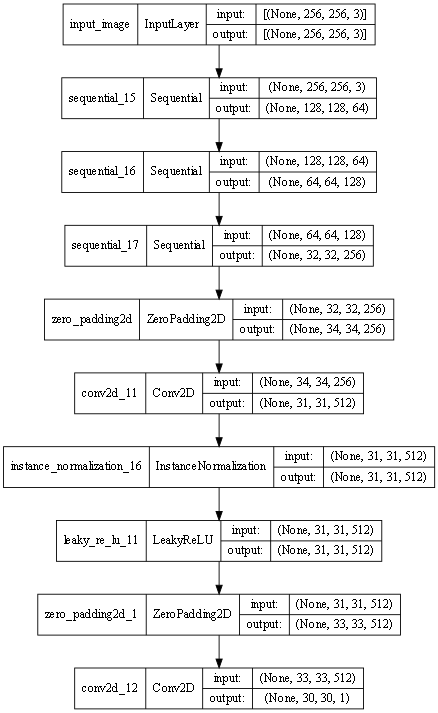 input_image InputLayer input: [(None, 256, 256, 3)]
output: [(None, 256, 256, 3)]
sequential_15 Sequential input: (None, 256, 256, 3)
output: (None, 128, 128, 64)
sequential_16 Sequential input: (None, 128, 128, 64)
output: (None, 64, 64, 128)
sequential_17 Sequential input: (None, 64, 64, 128)
output: (None, 32, 32, 256)
zero_padding2d ZeroPadding2D input: (None, 32, 32, 256)
output: (None, 34, 34, 256)
conv2d_11 Conv2D input: (None, 34, 34, 256)
output: (None, 31, 31, 512)
instance_normalization_16 InstanceNormalization input: (None, 31, 31, 512)
output: (None, 31, 31, 512)
leaky_re_lu_11 LeakyReLU input: (None, 31, 31, 512)
output: (None, 31, 31, 512)
zero_padding2d_1 ZeroPadding2D input: (None, 31, 31, 512)
output: (None, 33, 33, 512)
conv2d_12 Conv2D input: (None, 33, 33, 512)
output: (None, 30, 30, 1)